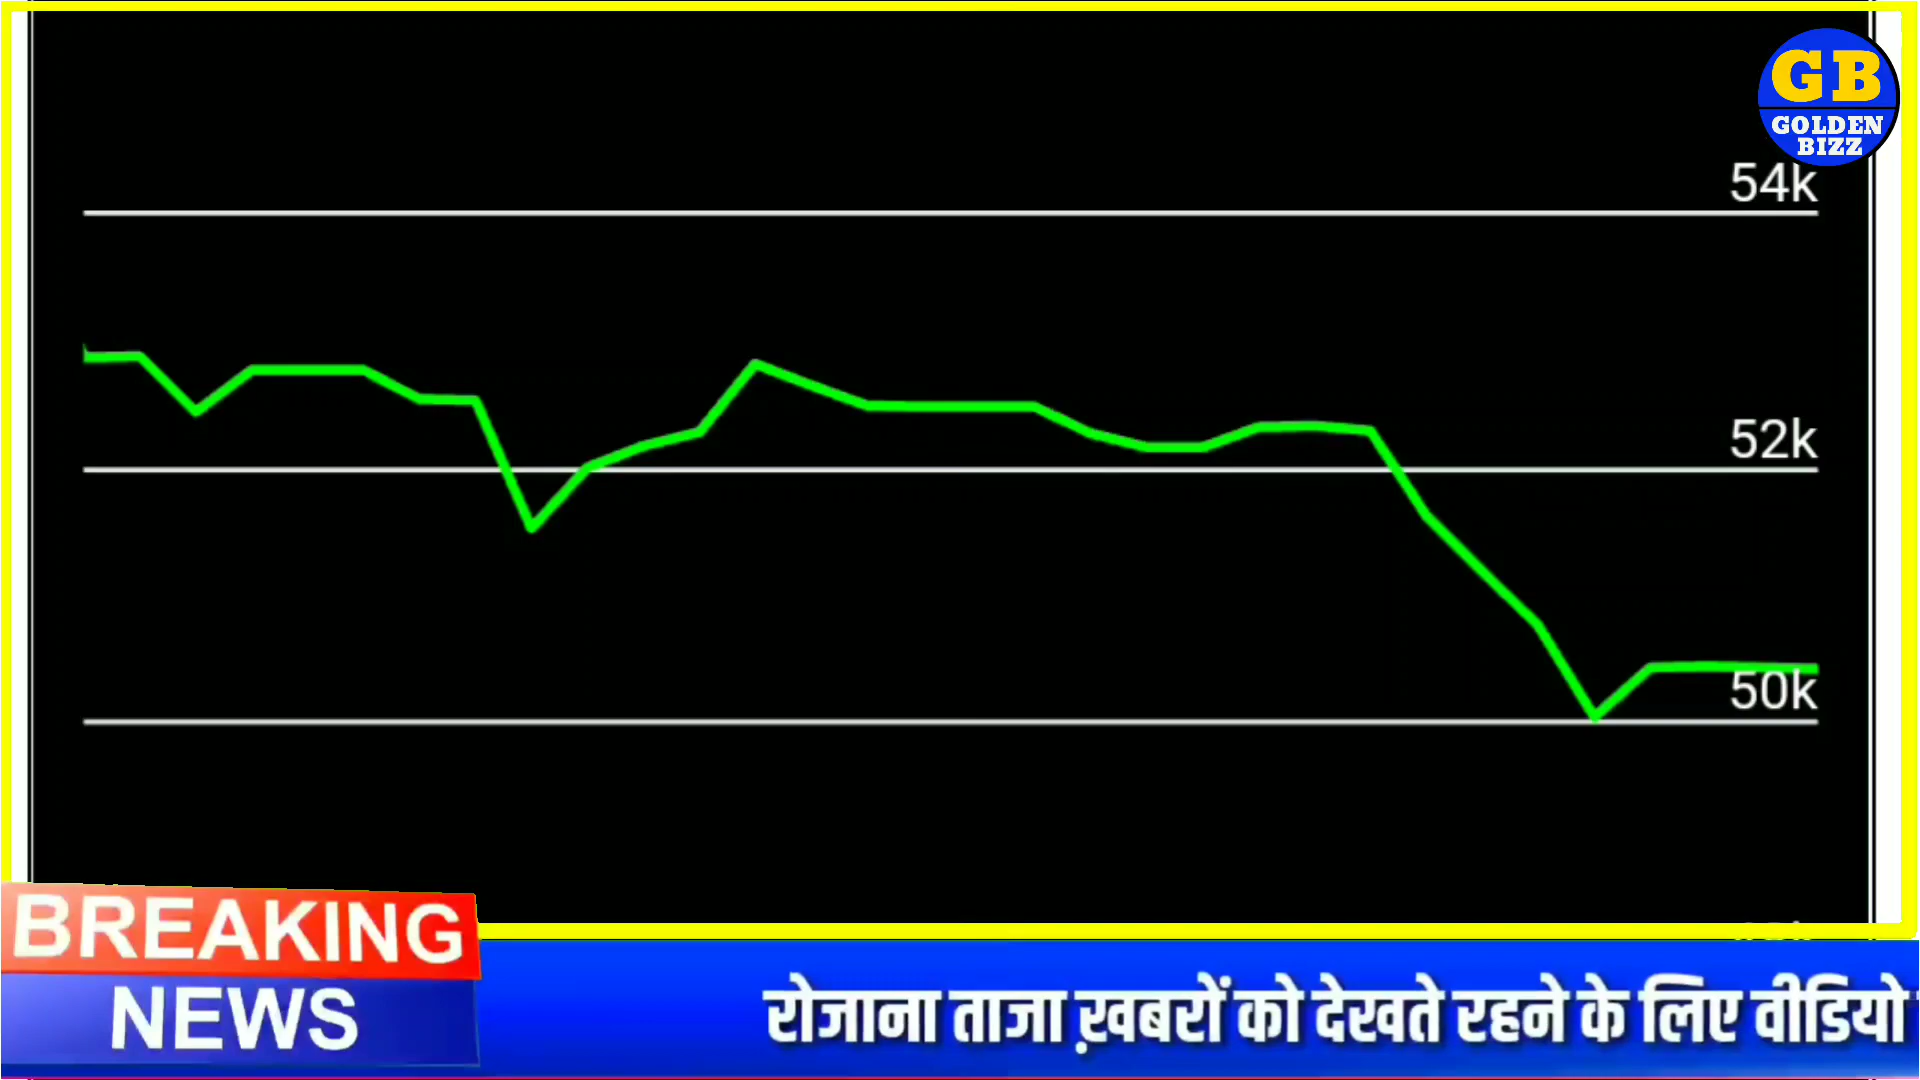 GB
GOLDEN
BIZZ
54k
52k
50k
BREAKING
NEWS
रोजाना ताजा ख़बरों को देखते रहने के लिए वीडियो